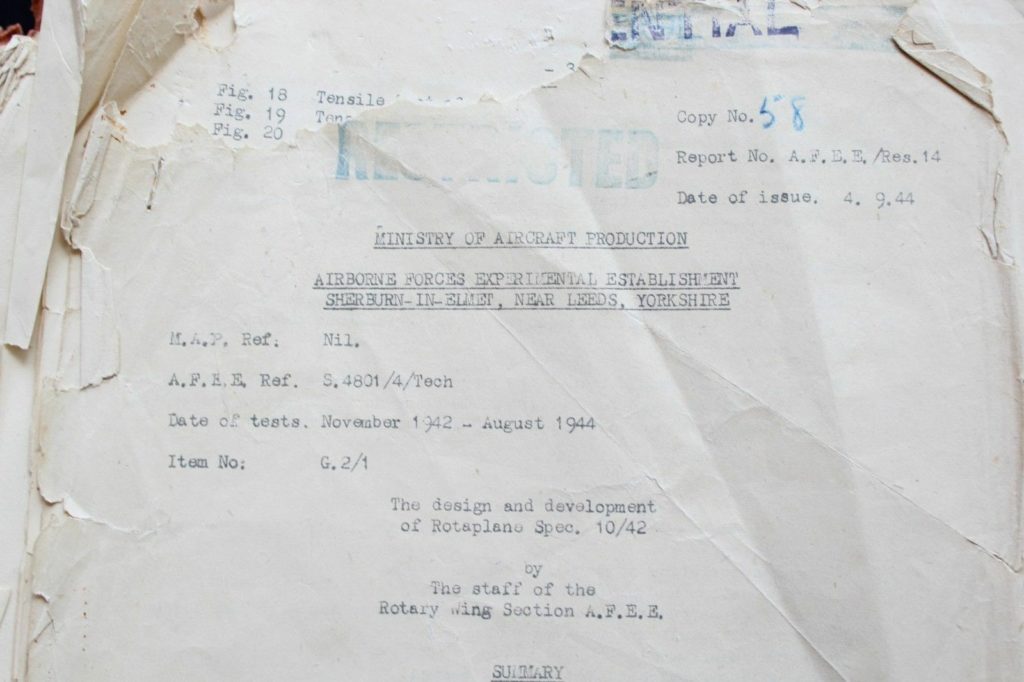 - 3
Fig. 18 Tensile
Fig. 19
Fig. 20
RESTRICTED
Copy No. 58
Report No. A.F.E.E./Res.14
Date of issue. 4. 9.44
MINISTRY OF AIRCRAFT PRODUCTION
AIRBORNE FORCES EXPERIMENTAL ESTABLISHMENT
SHERBURN-IN-ELMET, NEAR LEEDS, YORKSHIRE
M.A.P. Ref: Nil.
A.F.E.E. Ref. S.4801/4/Tech
Date of tests. November 1942 - August 1944
Item No: G.2/1
The design and development
of Rotaplane Spec. 10/42
by
The staff of the
Rotary Wing Section A.F.E.E.
SUMMARY